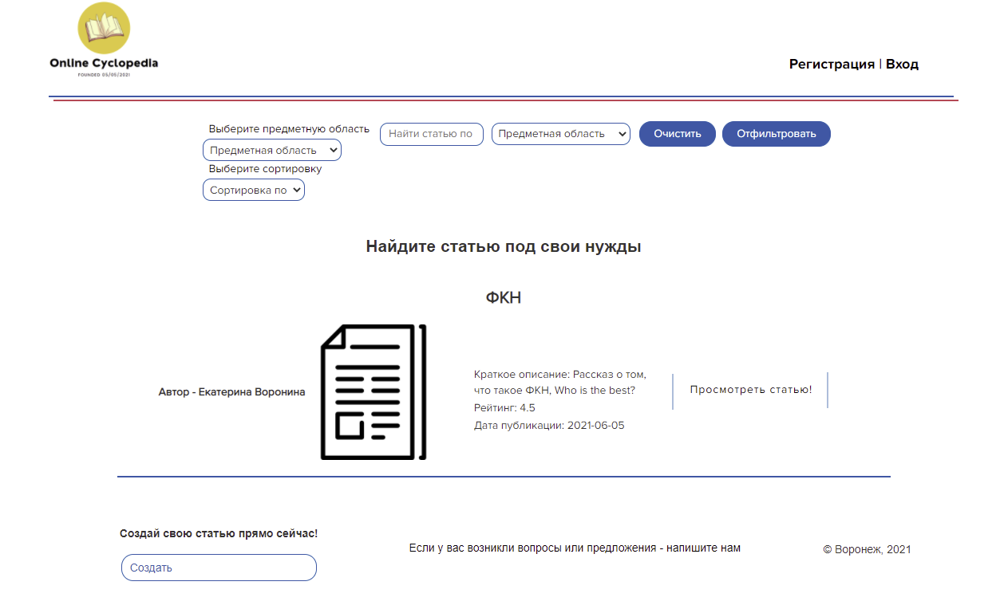 Online Cyclopedia
FOUNDED 05/05/2021
Регистрация | Вход
Выберите предметную область
Предметная область
Выберите сортировку
Сортировка по
Найти статью по
Предметная область
Очистить
Отфильтровать
Найдите статью под свои нужды
ФКН
Автор - Екатерина Воронина
Краткое описание: Рассказ о том,
что такое ФКН, Who is the best?
Рейтинг: 4.5
Дата публикации: 2021-06-05
Просмотреть статью!
Создай свою статью прямо сейчас!
Создать
Если у вас возникли вопросы или предложения - напишите нам
© Воронеж, 2021